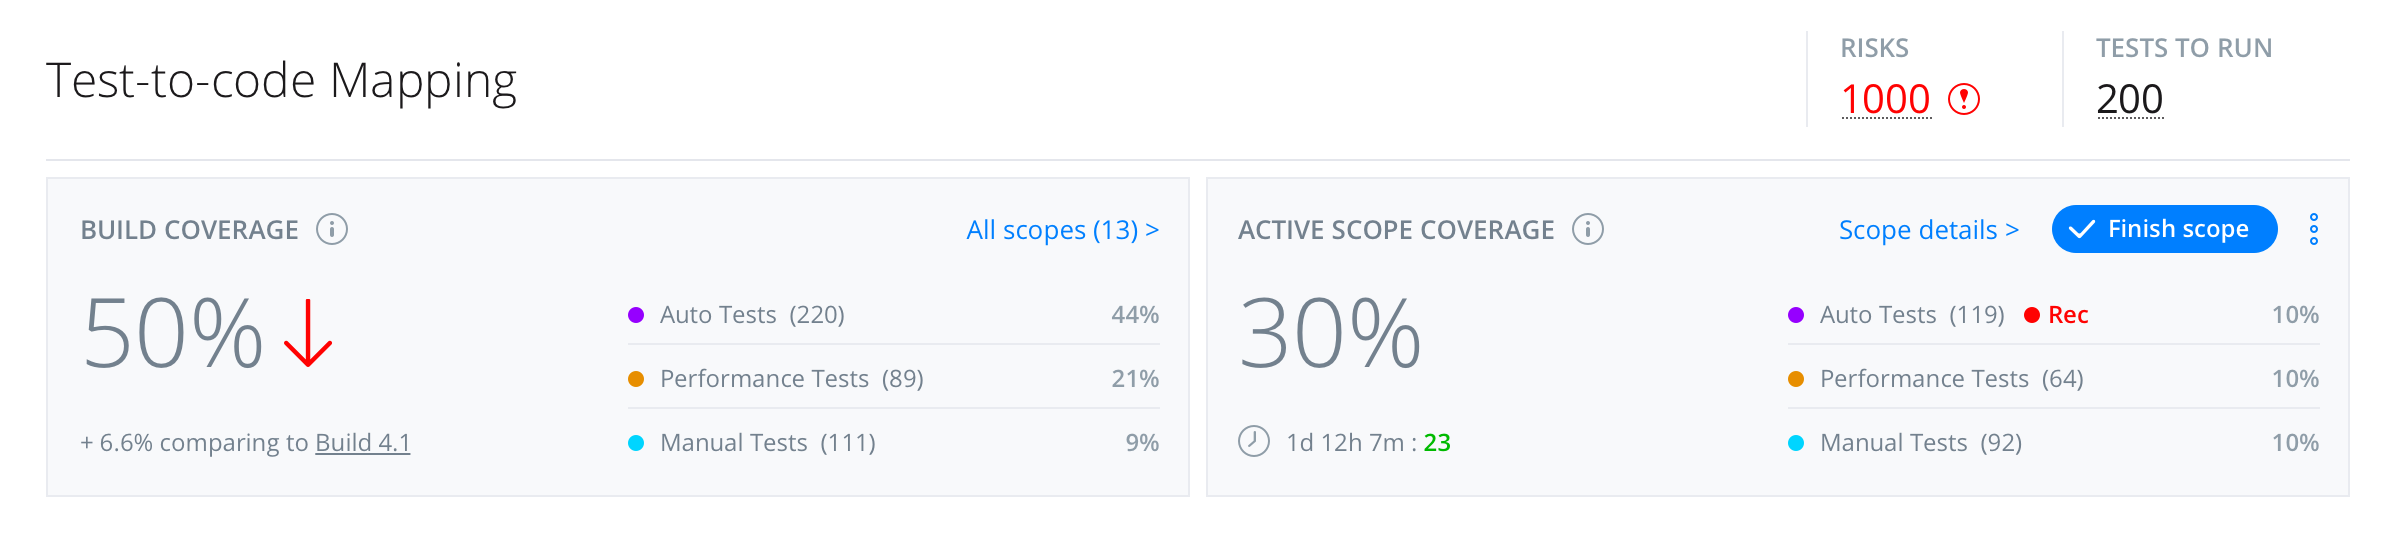 Test-to-code Mapping
RISKS
1000
TESTS TO RUN
200
BUILD COVERAGE
All scopes (13) >
50%
Auto Tests (220) 44%
Performance Tests (89) 21%
Manual Tests (111) 9%
+ 6.6% comparing to Build 4.1
ACTIVE SCOPE COVERAGE
Scope details >
Finish scope
30%
Auto Tests (119) Rec 10%
Performance Tests (64) 10%
Manual Tests (92) 10%
1d 12h 7m : 23